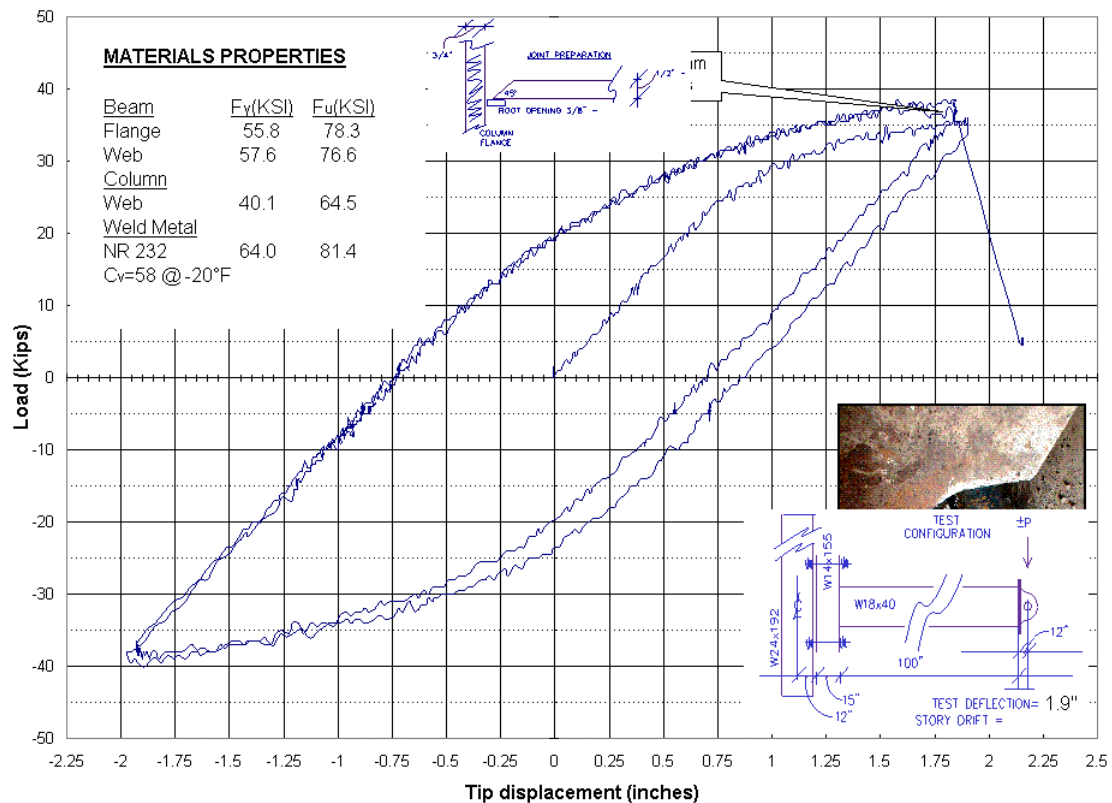 MATERIALS PROPERTIES
Beam Fy(KSI) Fu(KSI)
Flange 55.8 78.3
Web 57.6 76.6
Column
Web 40.1 64.5
Weld Metal
NR 232 64.0 81.4
Cv=58 @ -20°F
3/4"
JOINT PREPARATION
1/2"
45°
ROOT OPENING 3/8"
COLUMN
FLANGE
50
40
30
20
10
0
-10
-20
-30
-40
-50
Load (Kips)
-2.25 -2 -1.75 -1.5 -1.25 -1 -0.75 -0.5 -0.25 0 0.25 0.5 0.75 1 1.25 1.5 1.75 2 2.25 2.5
Tip displacement (inches)
TEST
CONFIGURATION
±P
W14x155
W18x40
W24x192
100"
12"
15"
12"
TEST DEFLECTION= 1.9"
STORY DRIFT =